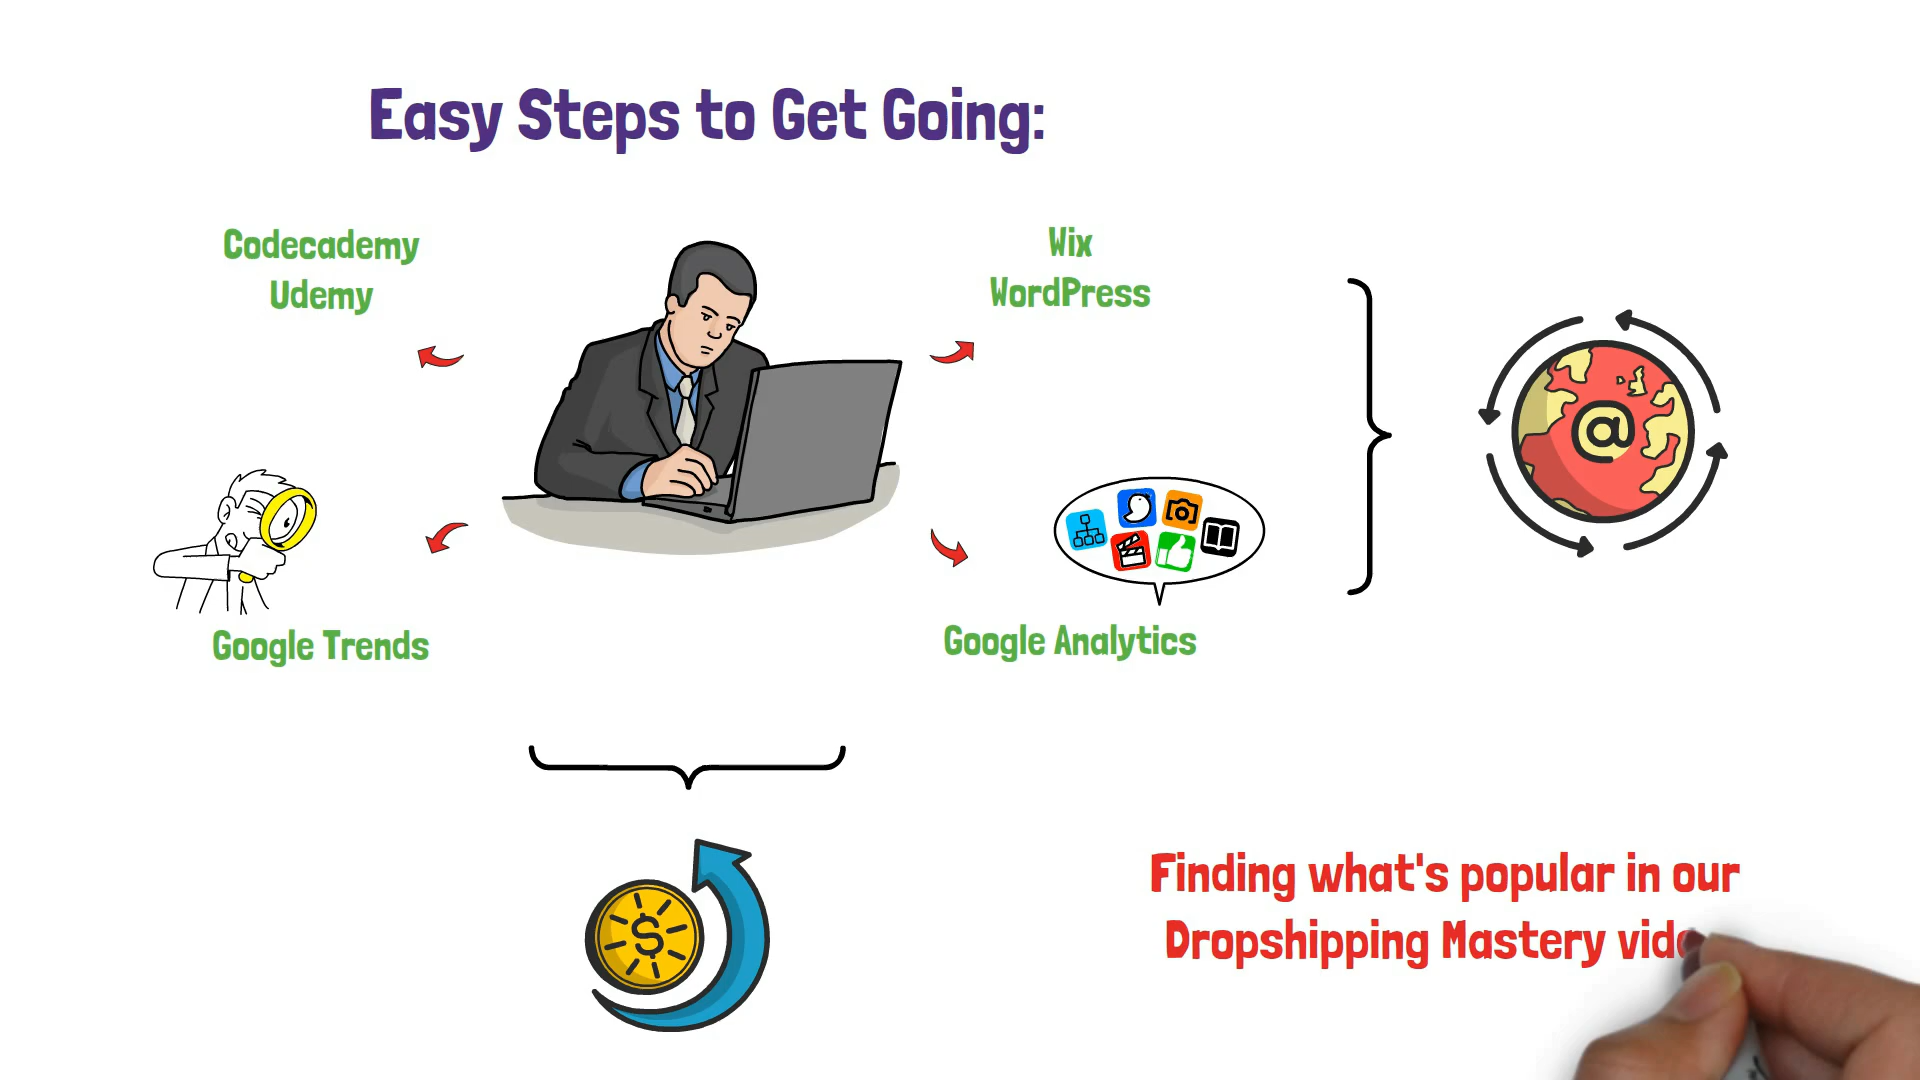 Easy Steps to Get Going:
Codecademy
Udemy
Wix
WordPress
@
Google Trends
Google Analytics
$
Finding what's popular in our
Dropshipping Mastery